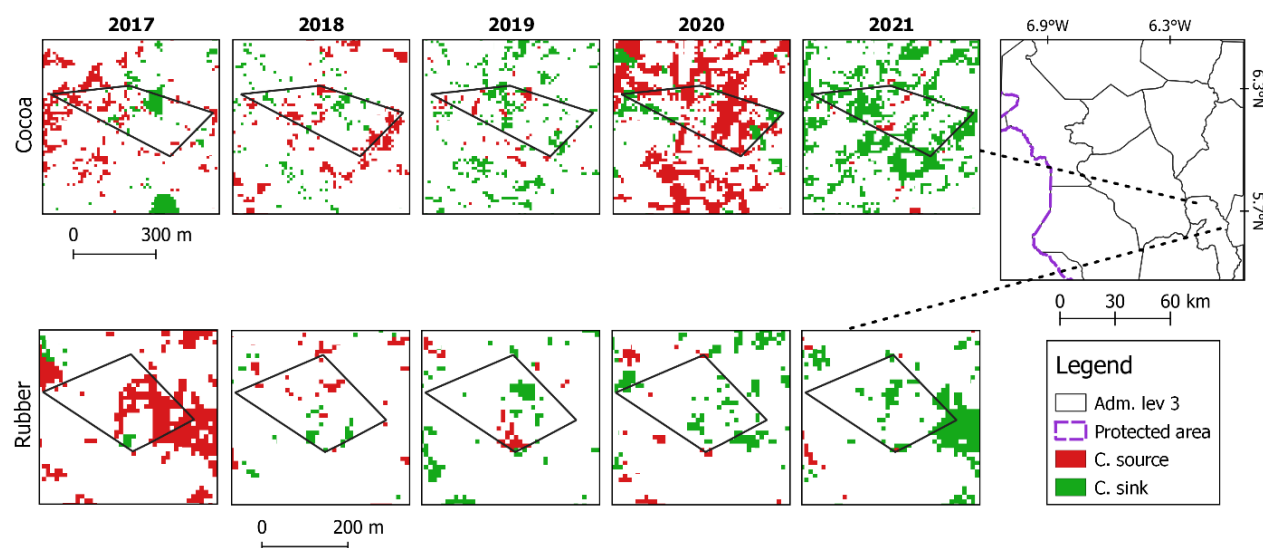 2017 2018 2019 2020 2021
6.9°W 6.3°W
Cocoa
6.3°N
5.7°N
0 300 m
0 30 60 km
Rubber
Legend
Adm. lev 3
Protected area
C. source
C. sink
0 200 m